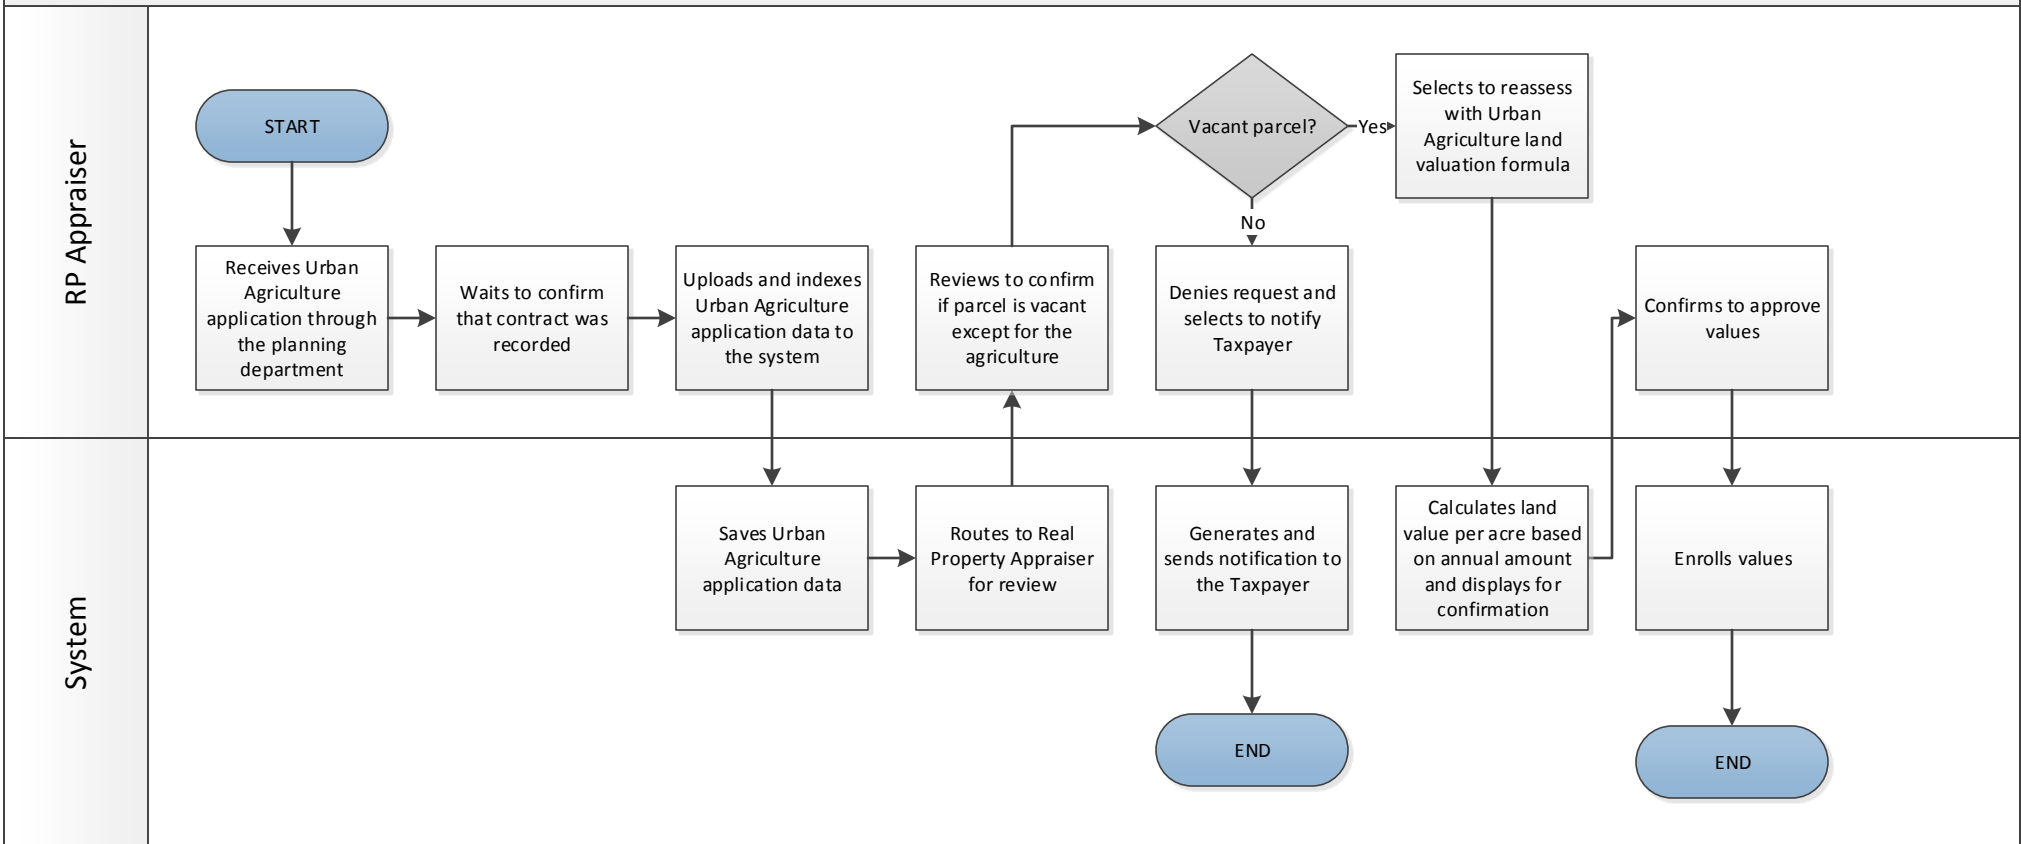 RP Appraiser
START
Receives Urban
Agriculture
application through
the planning
department
Waits to confirm
that contract was
recorded
Uploads and indexes
Urban Agriculture
application data to
the system
Reviews to confirm
if parcel is vacant
except for the
agriculture
Vacant parcel?
Yes
No
Selects to reassess
with Urban
Agriculture land
valuation formula
Denies request and
selects to notify
Taxpayer
Confirms to approve
values
System
Saves Urban
Agriculture
application data
Routes to Real
Property Appraiser
for review
Generates and
sends notification to
the Taxpayer
Calculates land
value per acre based
on annual amount
and displays for
confirmation
Enrolls values
END
END